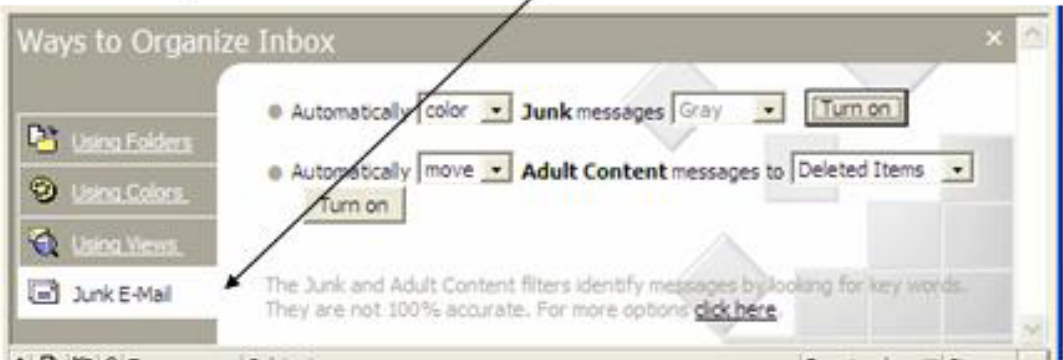 Ways to Organize Inbox
Using Folders
Using Colors
Using Views
Junk E-Mail
Automatically color Junk messages Gray Turn on
Automatically move Adult Content messages to Deleted Items
Turn on
The Junk and Adult Content filters identify messages by looking for key words.
They are not 100% accurate. For more options click here.